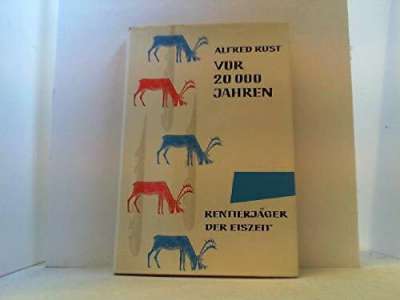 ALFRED RUST
VOR
20 000
JAHREN
RENTIERJÄGER
DER EISZEIT